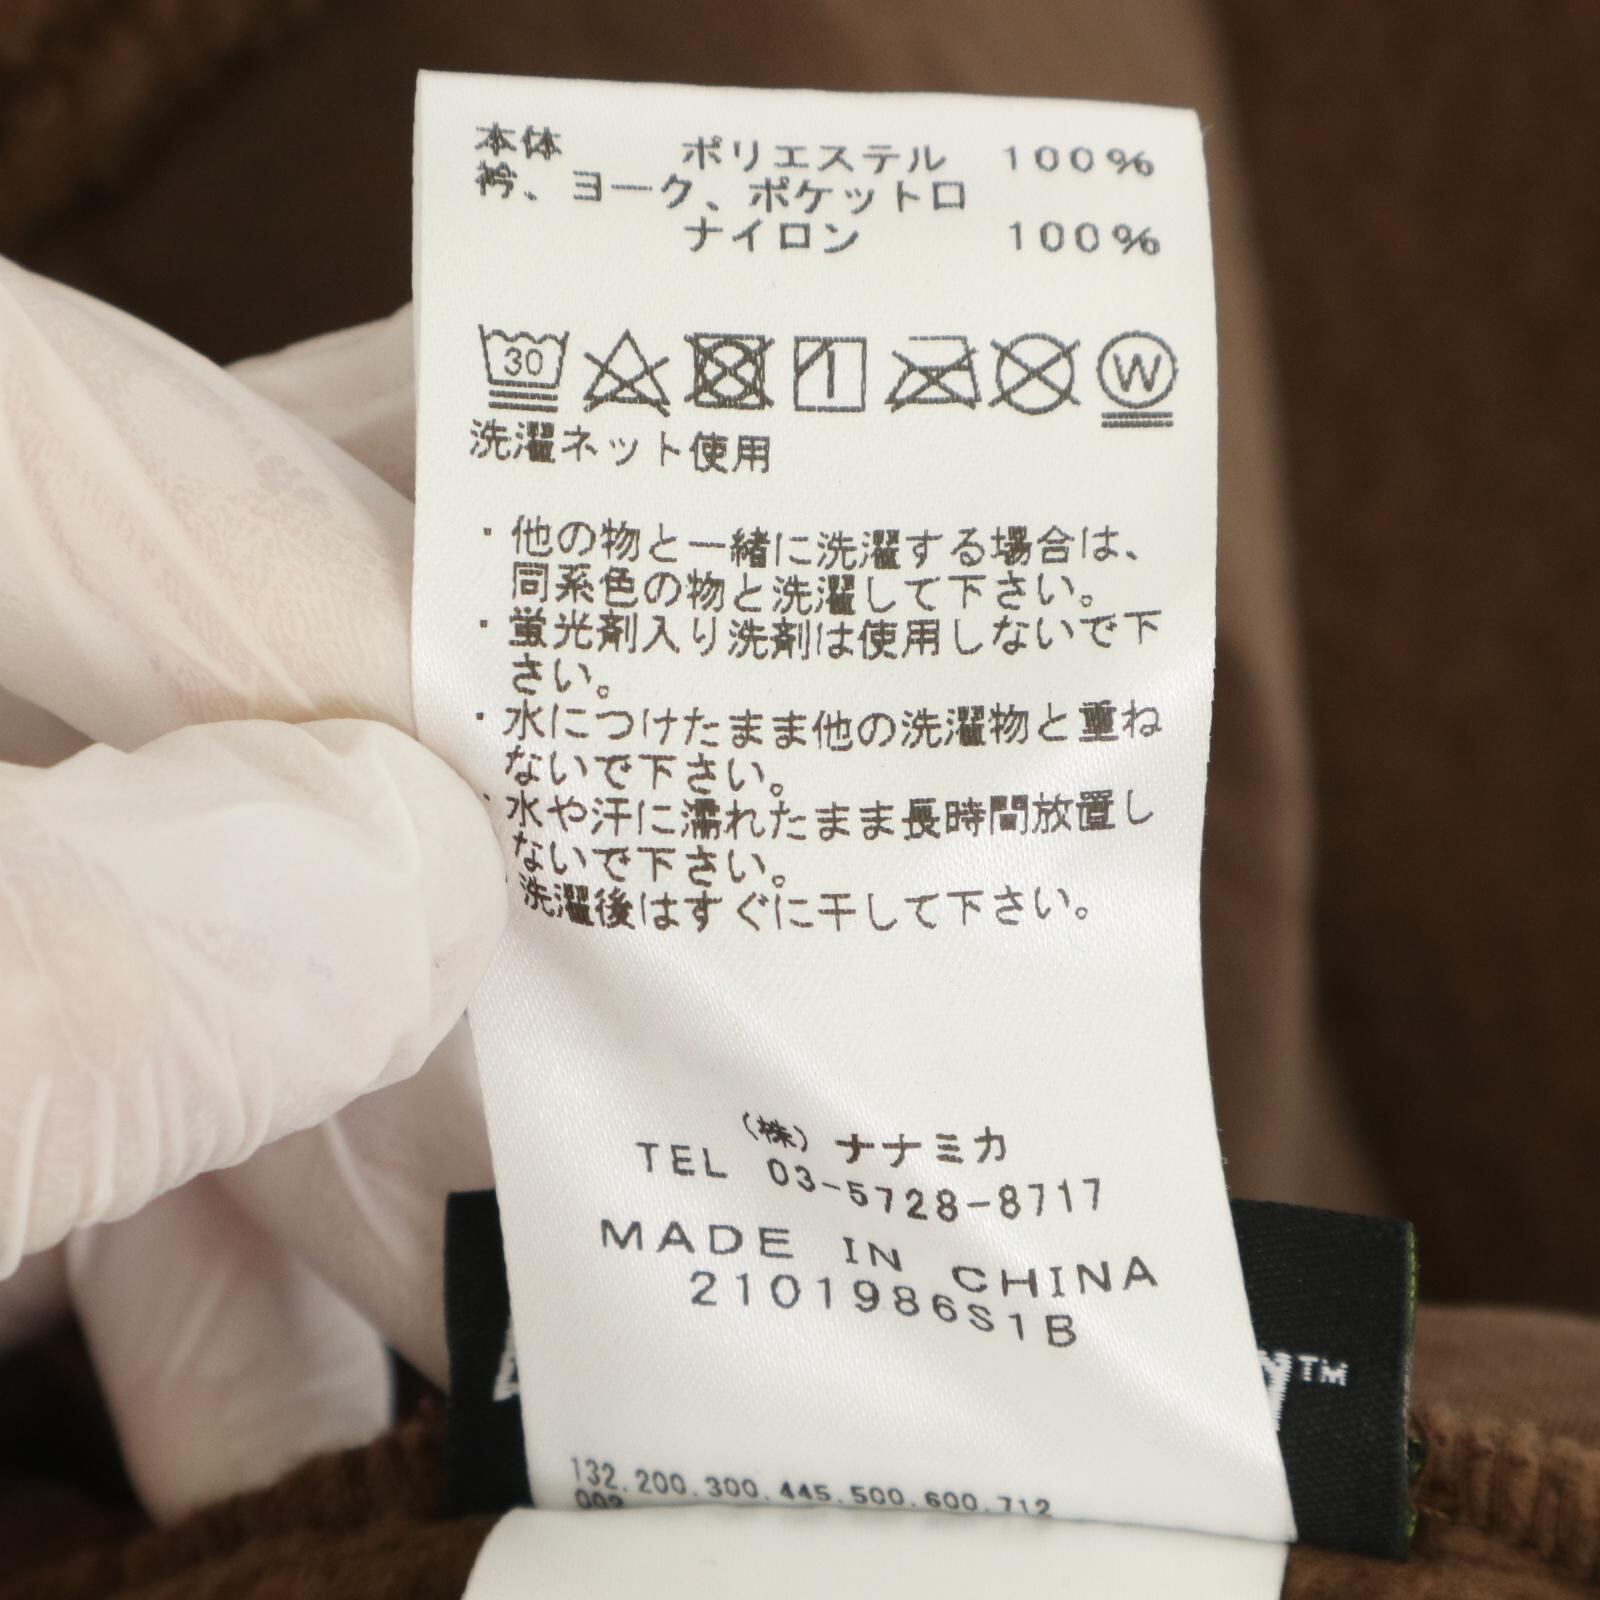 本体 ポリエステル 100%
衿、ヨーク、ポケット口
ナイロン 100%
30
W
洗濯ネット使用
・他の物と一緒に洗濯する場合は、
同系色の物と洗濯して下さい。
・蛍光剤入り洗剤は使用しないで下
さい。
・水につけたまま他の洗濯物と重ね
ないで下さい。
・水や汗に濡れたまま長時間放置し
ないで下さい。
洗濯後はすぐに干して下さい。
(株)ナナミカ
TEL 03-5728-8717
MADE IN CHINA
2101986S1B
TM
132.200.300.445.500.600.712
002